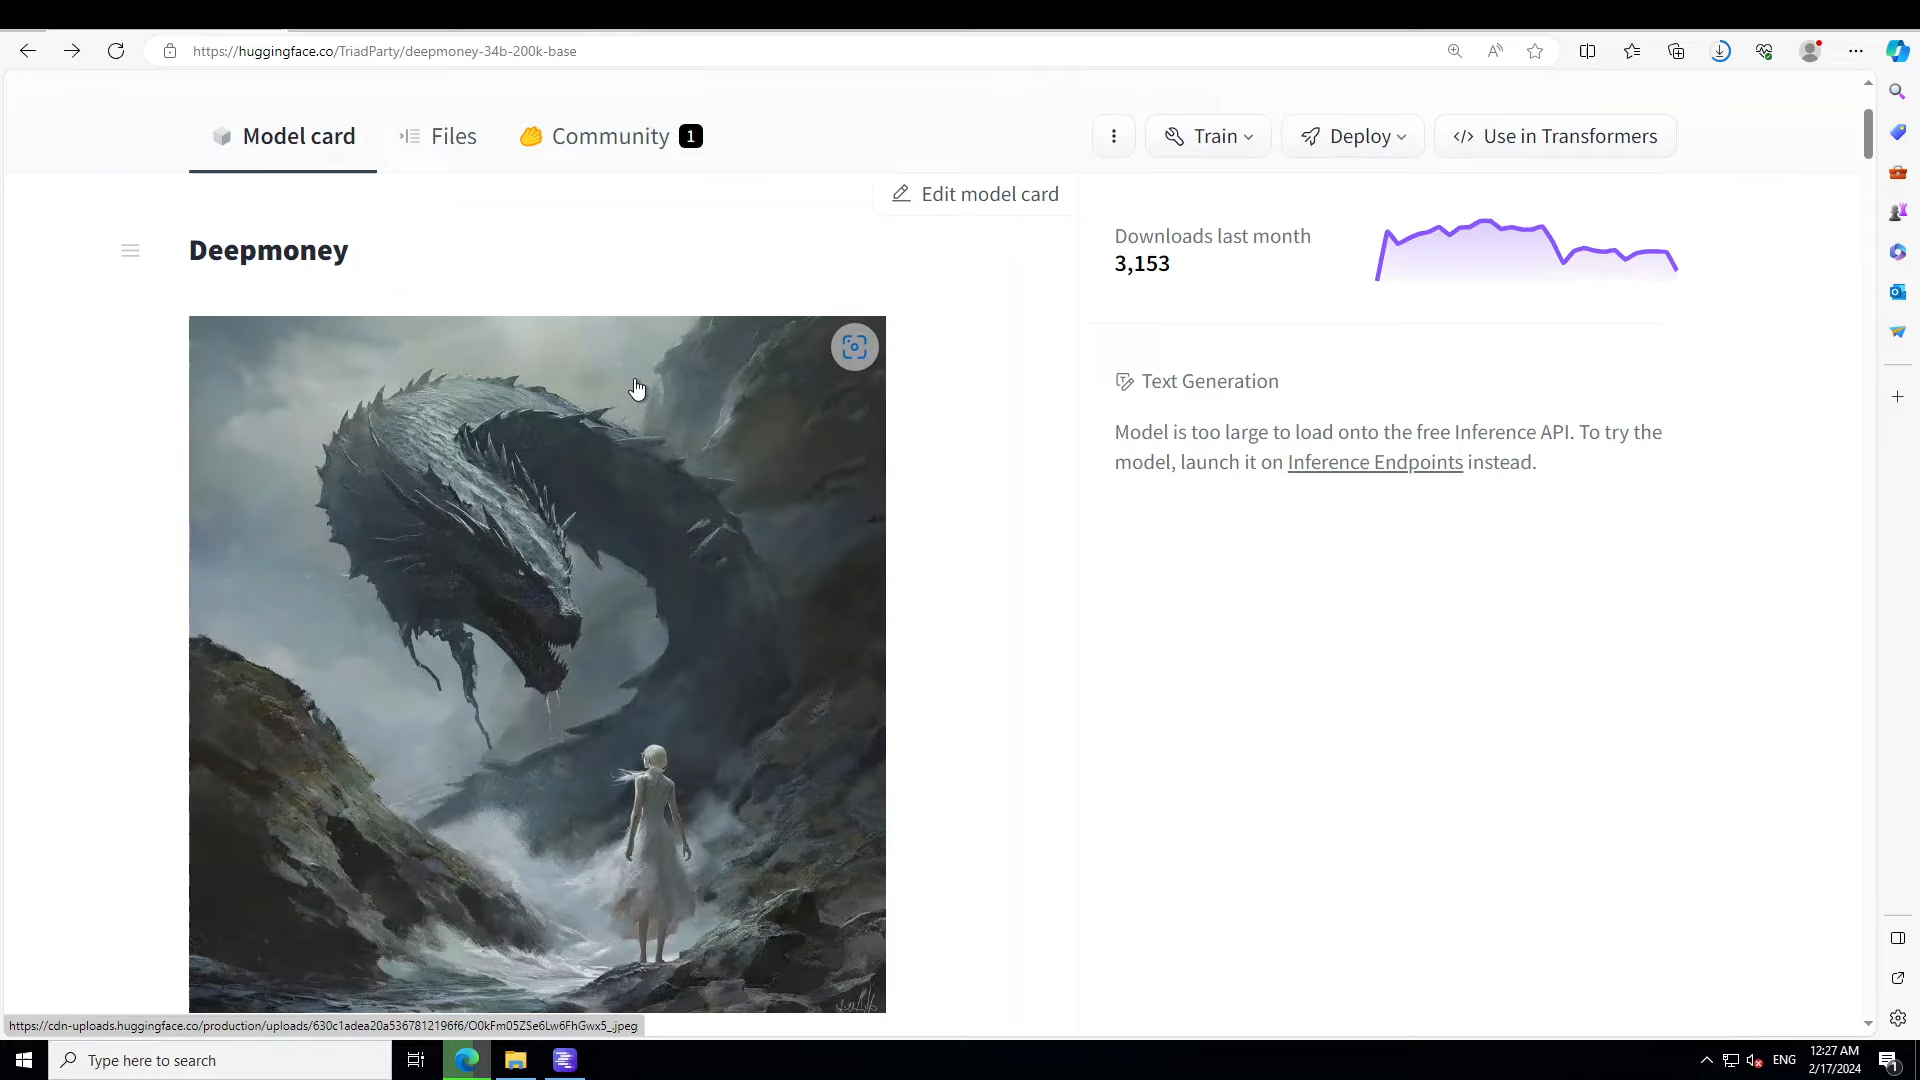 https://huggingface.co/TriadParty/deepmoney-34b-200k-base
Model card
Files
Community 1
Train
Deploy
Use in Transformers
Edit model card
Deepmoney
Downloads last month
3,153
Text Generation
Model is too large to load onto the free Inference API. To try the
model, launch it on Inference Endpoints instead.
https://cdn-uploads.huggingface.co/production/uploads/630c1adea20a5367812196f6/O0kFm05ZSe6Lw6FhGwx5_.jpeg
Type here to search
ENG
12:27 AM
2/17/2024
1